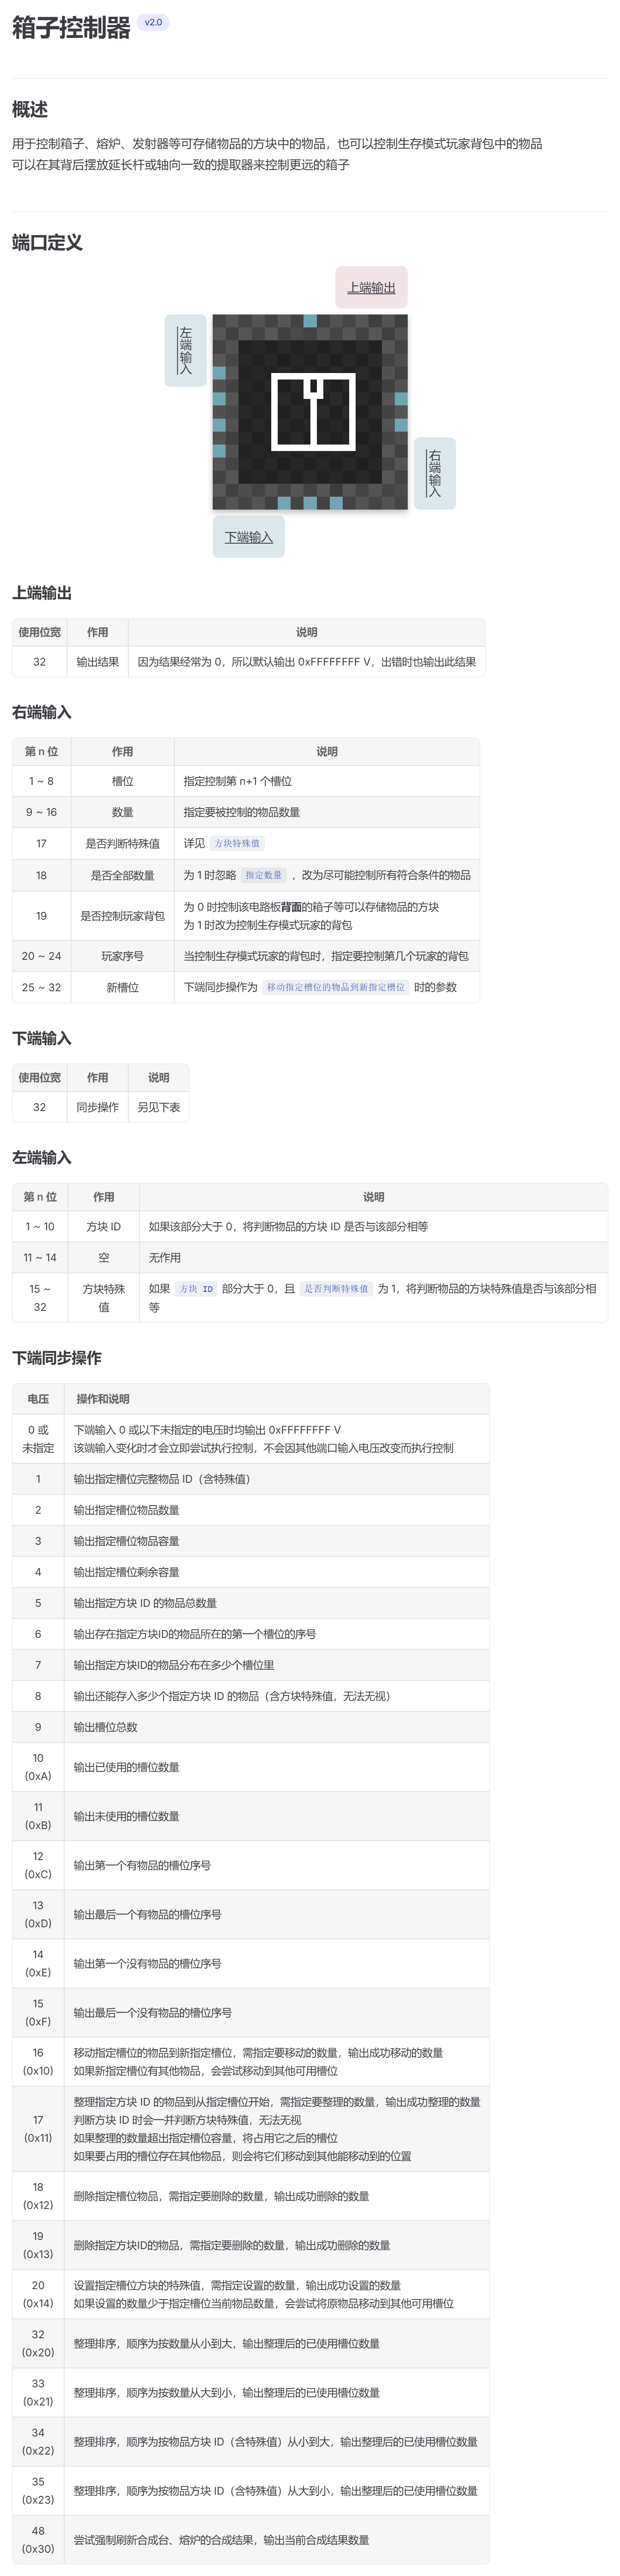 箱子控制器 v2.0
概述
用于控制箱子、熔炉、发射器等可存储物品的方块中的物品，也可以控制生存模式玩家背包中的物品
可以在其背后摆放延长杆或轴向一致的提取器来控制更远的箱子
端口定义
上端输出
左端输入
右端输入
下端输入
上端输出
使用位宽 作用 说明
32 输出结果 因为结果经常为 0，所以默认输出 0xFFFFFFFF V，出错时也输出此结果
右端输入
第 n 位 作用 说明
1 ~ 8 槽位 指定控制第 n+1 个槽位
9 ~ 16 数量 指定要被控制的物品数量
17 是否判断特殊值 详见 方块特殊值
18 是否全部数量 为 1 时忽略 指定数量 ，改为尽可能控制所有符合条件的物品
19 是否控制玩家背包 为 0 时控制该电路板背面的箱子等可以存储物品的方块
为 1 时改为控制生存模式玩家的背包
20 ~ 24 玩家序号 当控制生存模式玩家的背包时，指定要控制第几个玩家的背包
25 ~ 32 新槽位 下端同步操作为 移动指定槽位的物品到新指定槽位 时的参数
下端输入
使用位宽 作用 说明
32 同步操作 另见下表
左端输入
第 n 位 作用 说明
1 ~ 10 方块 ID 如果该部分大于 0，将判断物品的方块 ID 是否与该部分相等
11 ~ 14 空 无作用
15 ~ 32 方块特殊值 如果 方块 ID 部分大于 0，且 是否判断特殊值 为 1，将判断物品的方块特殊值是否与该部分相
等
下端同步操作
电压 操作和说明
0 或 未指定 下端输入 0 或以下未指定的电压时均输出 0xFFFFFFFF V
该端输入变化时才会立即尝试执行控制，不会因其他端口输入电压改变而执行控制
1 输出指定槽位完整物品 ID（含特殊值）
2 输出指定槽位物品数量
3 输出指定槽位物品容量
4 输出指定槽位剩余容量
5 输出指定方块 ID 的物品总数量
6 输出存在指定方块ID的物品所在的第一个槽位的序号
7 输出指定方块ID的物品分布在多少个槽位里
8 输出还能存入多少个指定方块 ID 的物品（含方块特殊值，无法无视）
9 输出槽位总数
10 (0xA) 输出已使用的槽位数量
11 (0xB) 输出未使用的槽位数量
12 (0xC) 输出第一个有物品的槽位序号
13 (0xD) 输出最后一个有物品的槽位序号
14 (0xE) 输出第一个没有物品的槽位序号
15 (0xF) 输出最后一个没有物品的槽位序号
16 (0x10) 移动指定槽位的物品到新指定槽位，需指定要移动的数量，输出成功移动的数量
如果新指定槽位有其他物品，会尝试移动到其他可用槽位
17 (0x11) 整理指定方块 ID 的物品到从指定槽位开始，需指定要整理的数量，输出成功整理的数量
判断方块 ID 时会一并判断方块特殊值，无法无视
如果整理的数量超出指定槽位容量，将占用它之后的槽位
如果要占用的槽位存在其他物品，则会将它们移动到其他能移动到的位置
18 (0x12) 删除指定槽位物品，需指定要删除的数量，输出成功删除的数量
19 (0x13) 删除指定方块ID的物品，需指定要删除的数量，输出成功删除的数量
20 (0x14) 设置指定槽位方块的特殊值，需指定设置的数量，输出成功设置的数量
如果设置的数量少于指定槽位当前物品数量，会尝试将原物品移动到其他可用槽位
32 (0x20) 整理排序，顺序为按数量从小到大，输出整理后的已使用槽位数量
33 (0x21) 整理排序，顺序为按数量从大到小，输出整理后的已使用槽位数量
34 (0x22) 整理排序，顺序为按物品方块 ID（含特殊值）从小到大，输出整理后的已使用槽位数量
35 (0x23) 整理排序，顺序为按物品方块 ID（含特殊值）从大到小，输出整理后的已使用槽位数量
48 (0x30) 尝试强制刷新合成台、熔炉的合成结果，输出当前合成结果数量